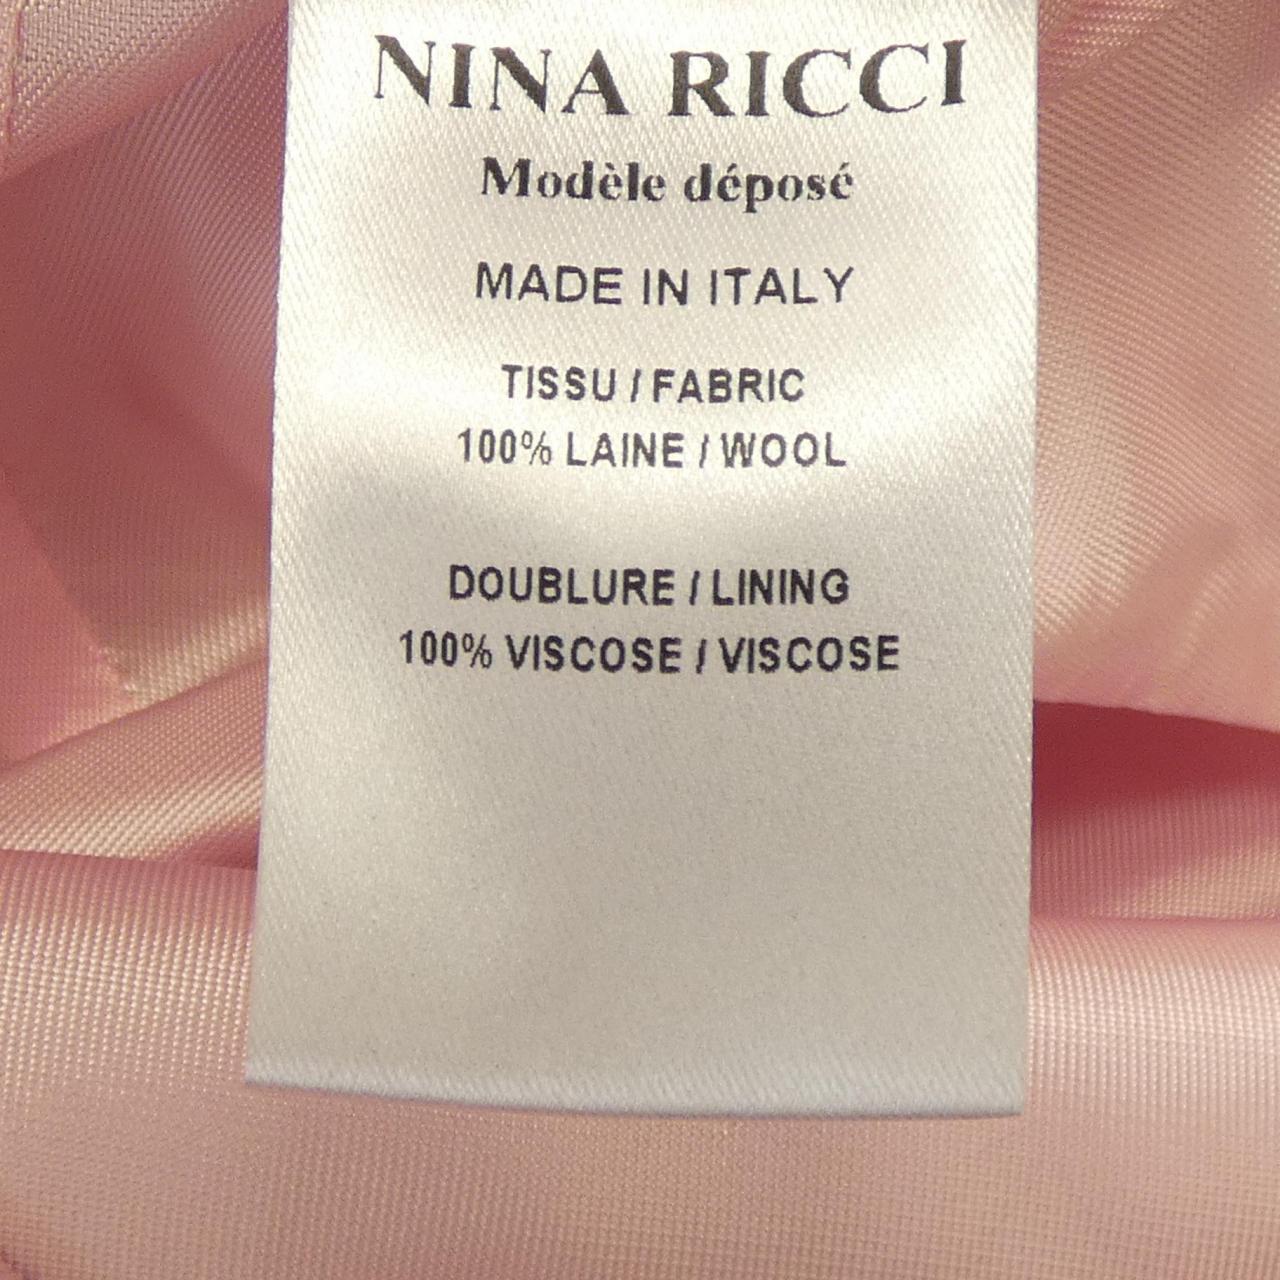 NINA RICCI
Modèle déposé
MADE IN ITALY
TISSU / FABRIC
100% LAINE / WOOL
DOUBLURE / LINING
100% VISCOSE / VISCOSE